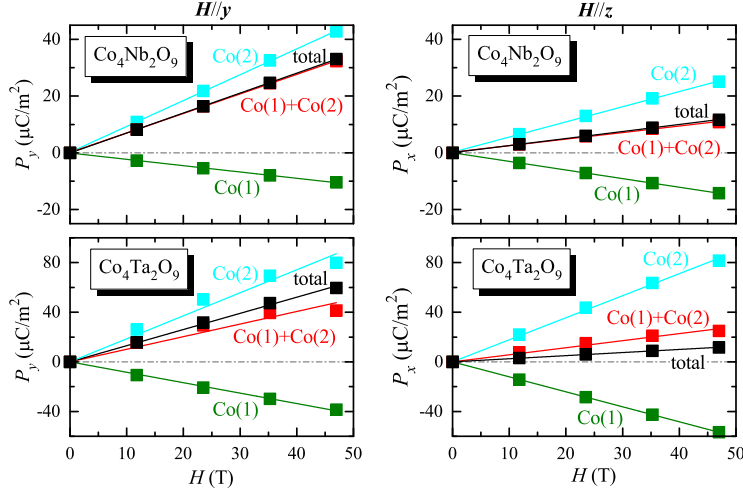 H//y
H//z
40
20
0
-20
P_y (μC/m²)
Co₄Nb₂O₉
Co(2)
total
Co(1)+Co(2)
Co(1)
40
20
0
-20
P_x (μC/m²)
Co₄Nb₂O₉
Co(2)
total
Co(1)+Co(2)
Co(1)
80
40
0
-40
P_y (μC/m²)
Co₄Ta₂O₉
Co(2)
total
Co(1)+Co(2)
Co(1)
0 10 20 30 40 50
H (T)
80
40
0
-40
P_x (μC/m²)
Co₄Ta₂O₉
Co(2)
Co(1)+Co(2)
total
Co(1)
0 10 20 30 40 50
H (T)